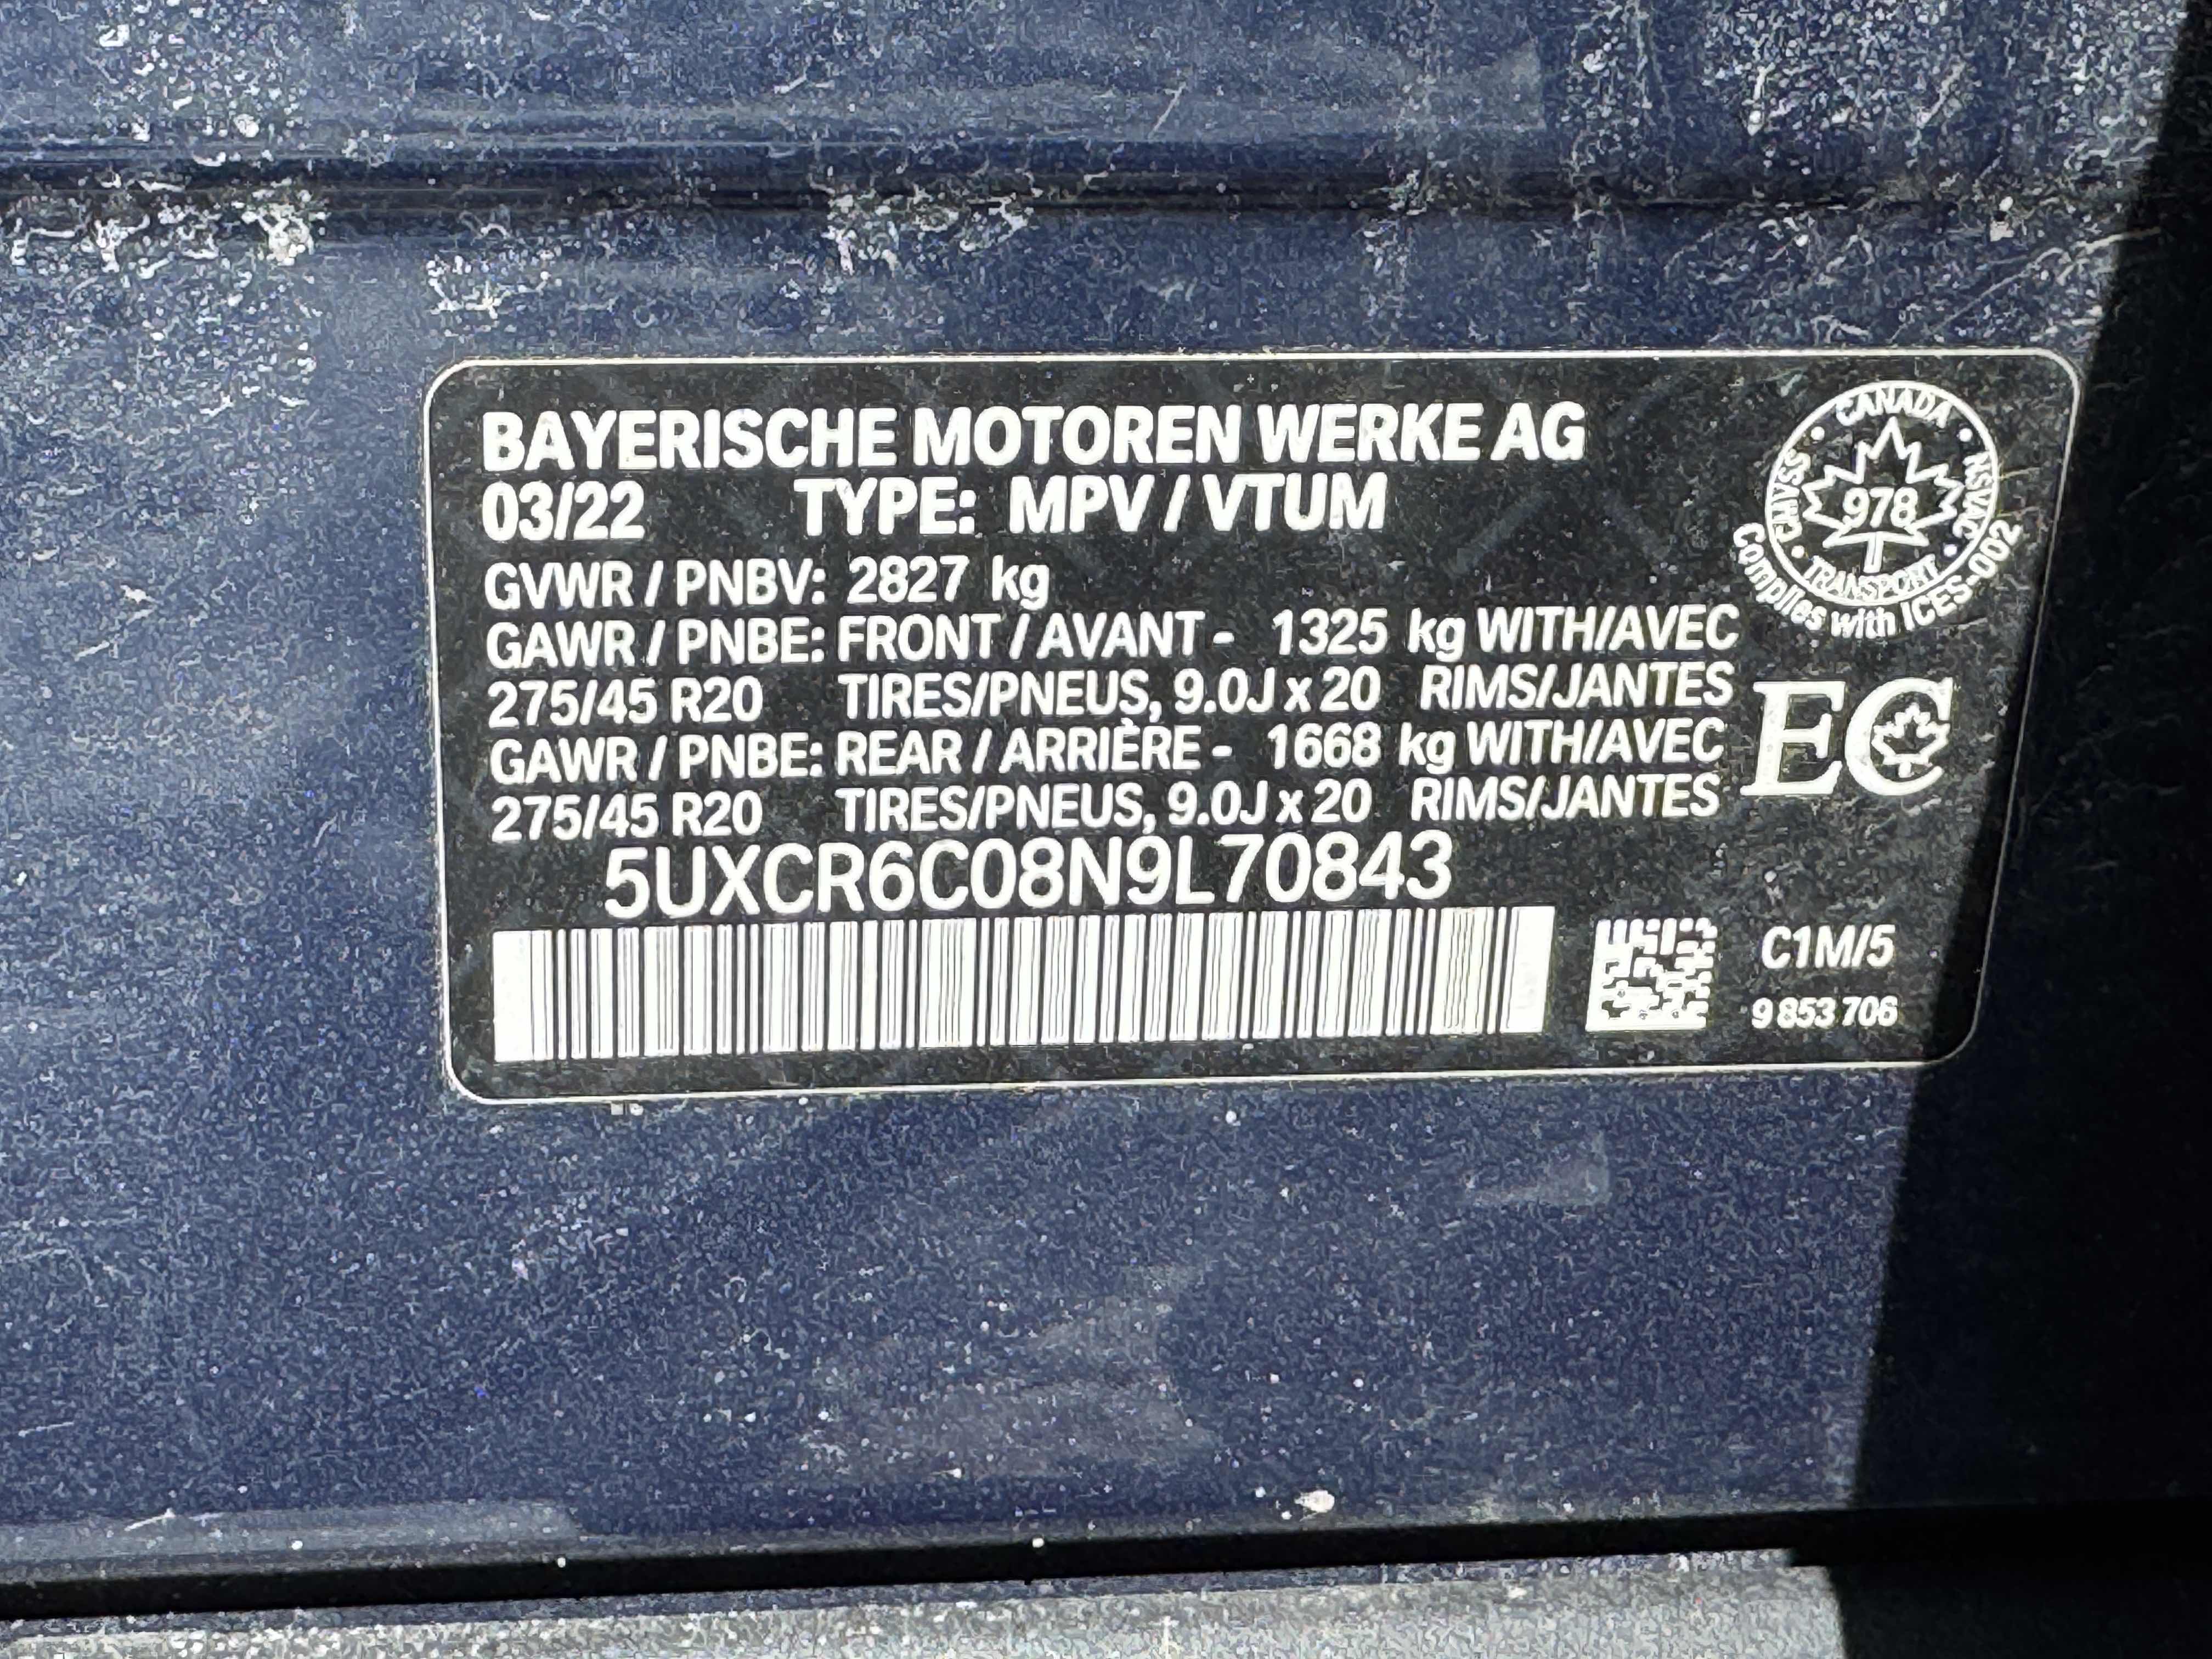 BAYERISCHE MOTOREN WERKE AG
03/22 TYPE: MPV / VTUM
GVWR / PNBV: 2827 kg
GAWR / PNBE: FRONT / AVANT - 1325 kg WITH/AVEC
275/45 R20 TIRES/PNEUS, 9.0J x 20 RIMS/JANTES
GAWR / PNBE: REAR / ARRIÈRE - 1668 kg WITH/AVEC
275/45 R20 TIRES/PNEUS, 9.0J x 20 RIMS/JANTES
5UXCR6C08N9L70843
CANADA
CMVSS 978 NSVAC
TRANSPORT
Complies with ICES-002
EC
C1M/5
9 853 706